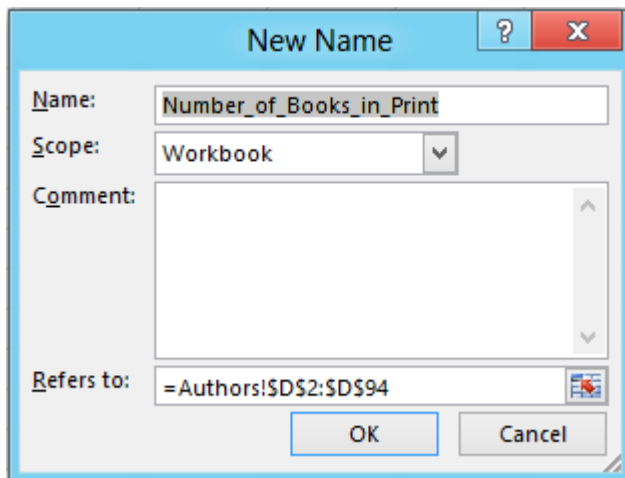 New Name
?
x
Name:
Number_of_Books_in_Print
Scope:
Workbook
Comment:
Refers to:
=Authors!$D$2:$D$94
OK
Cancel